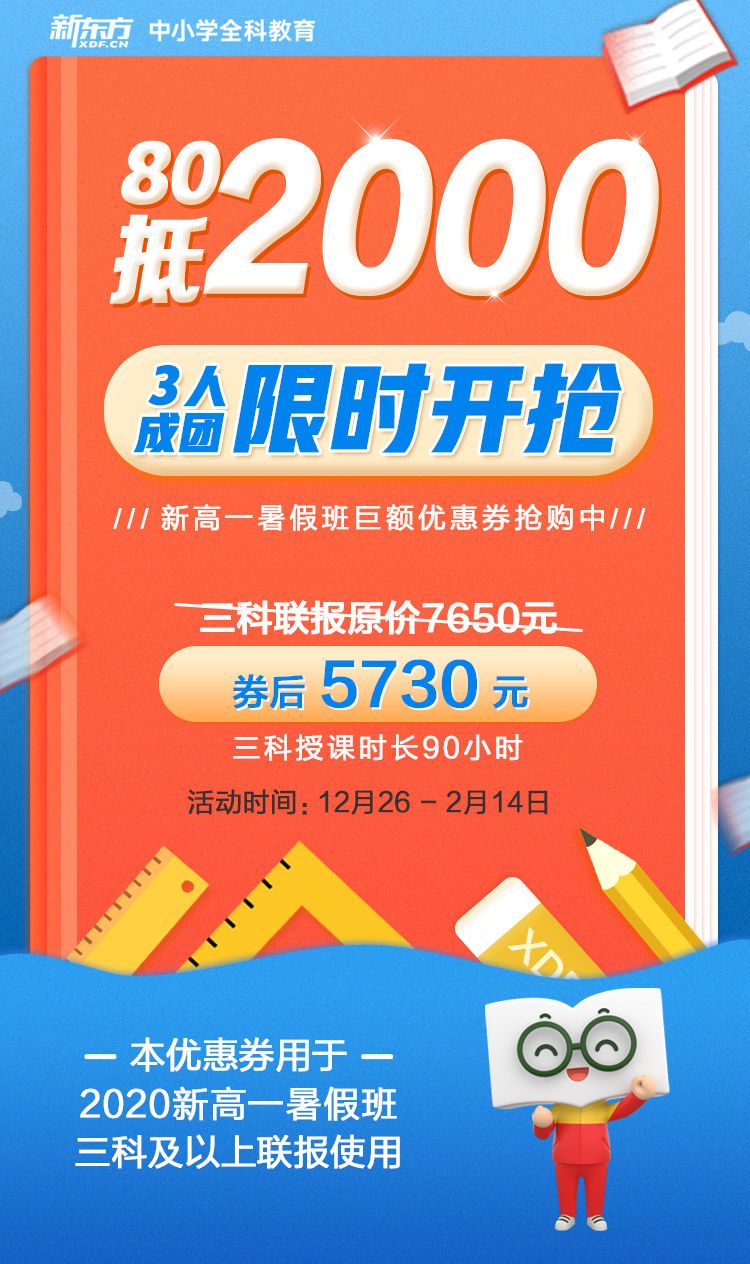 新东方 中小学全科教育
XDF.CN
80
抵2000
3人
成团 限时开抢
/// 新高一暑假班巨额优惠券抢购中///
三科联报原价7650元
券后 5730 元
三科授课时长90小时
活动时间：12月26 - 2月14日
— 本优惠券用于 —
2020新高一暑假班
三科及以上联报使用